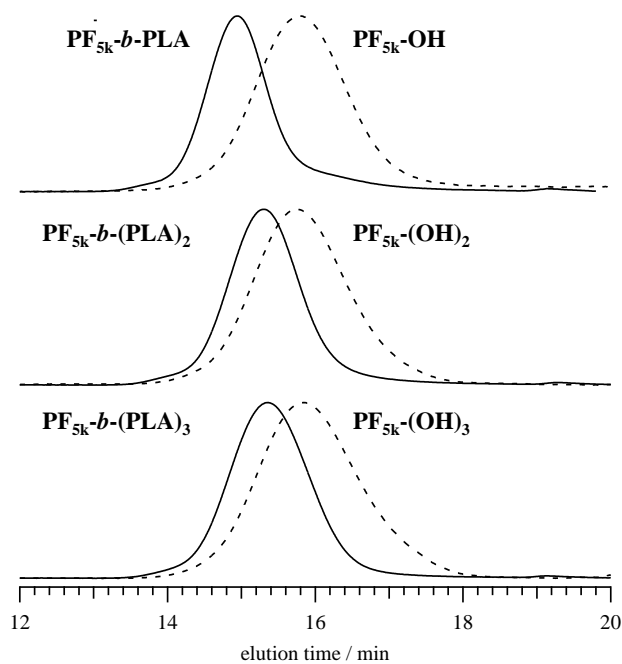 PF₅ₖ-b-PLA PF₅ₖ-OH
PF₅ₖ-b-(PLA)₂ PF₅ₖ-(OH)₂
PF₅ₖ-b-(PLA)₃ PF₅ₖ-(OH)₃
12 14 16 18 20
elution time / min